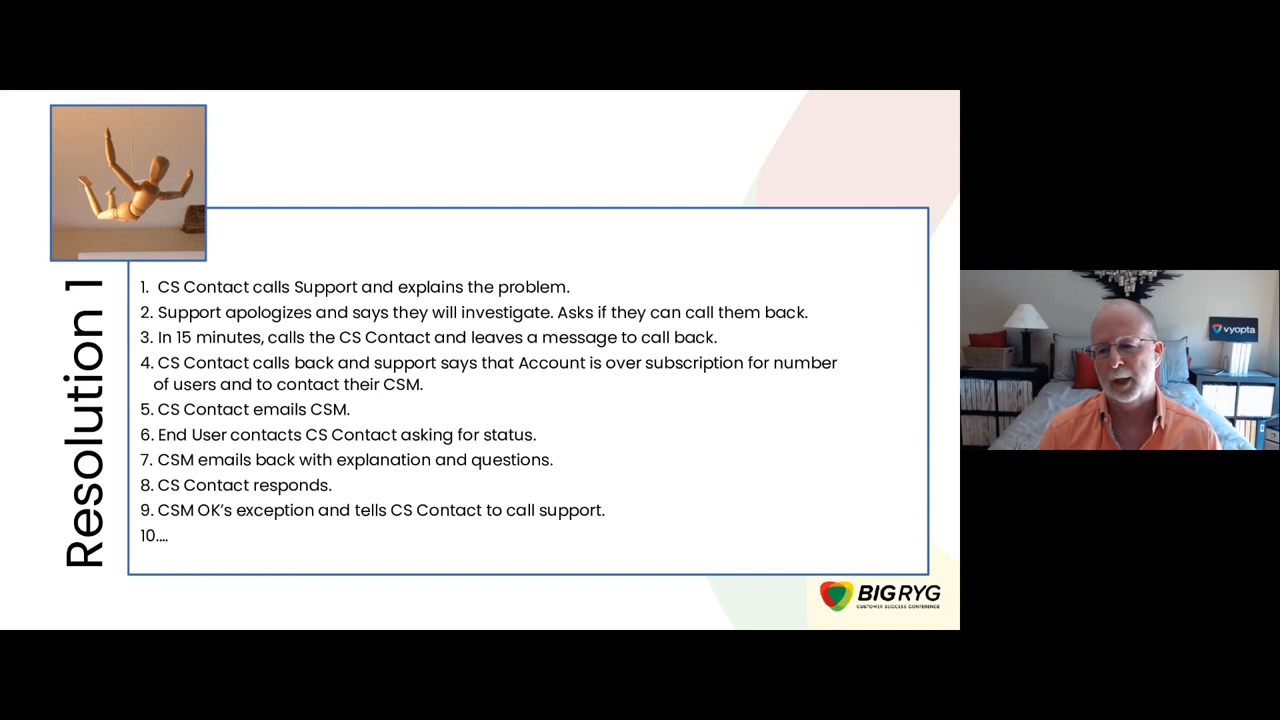 Resolution 1
1. CS Contact calls Support and explains the problem.
2. Support apologizes and says they will investigate. Asks if they can call them back.
3. In 15 minutes, calls the CS Contact and leaves a message to call back.
4. CS Contact calls back and support says that Account is over subscription for number
of users and to contact their CSM.
5. CS Contact emails CSM.
6. End User contacts CS Contact asking for status.
7. CSM emails back with explanation and questions.
8. CS Contact responds.
9. CSM OK’s exception and tells CS Contact to call support.
10....
BIGRYG
CUSTOMER SUCCESS CONFERENCE
vyopta